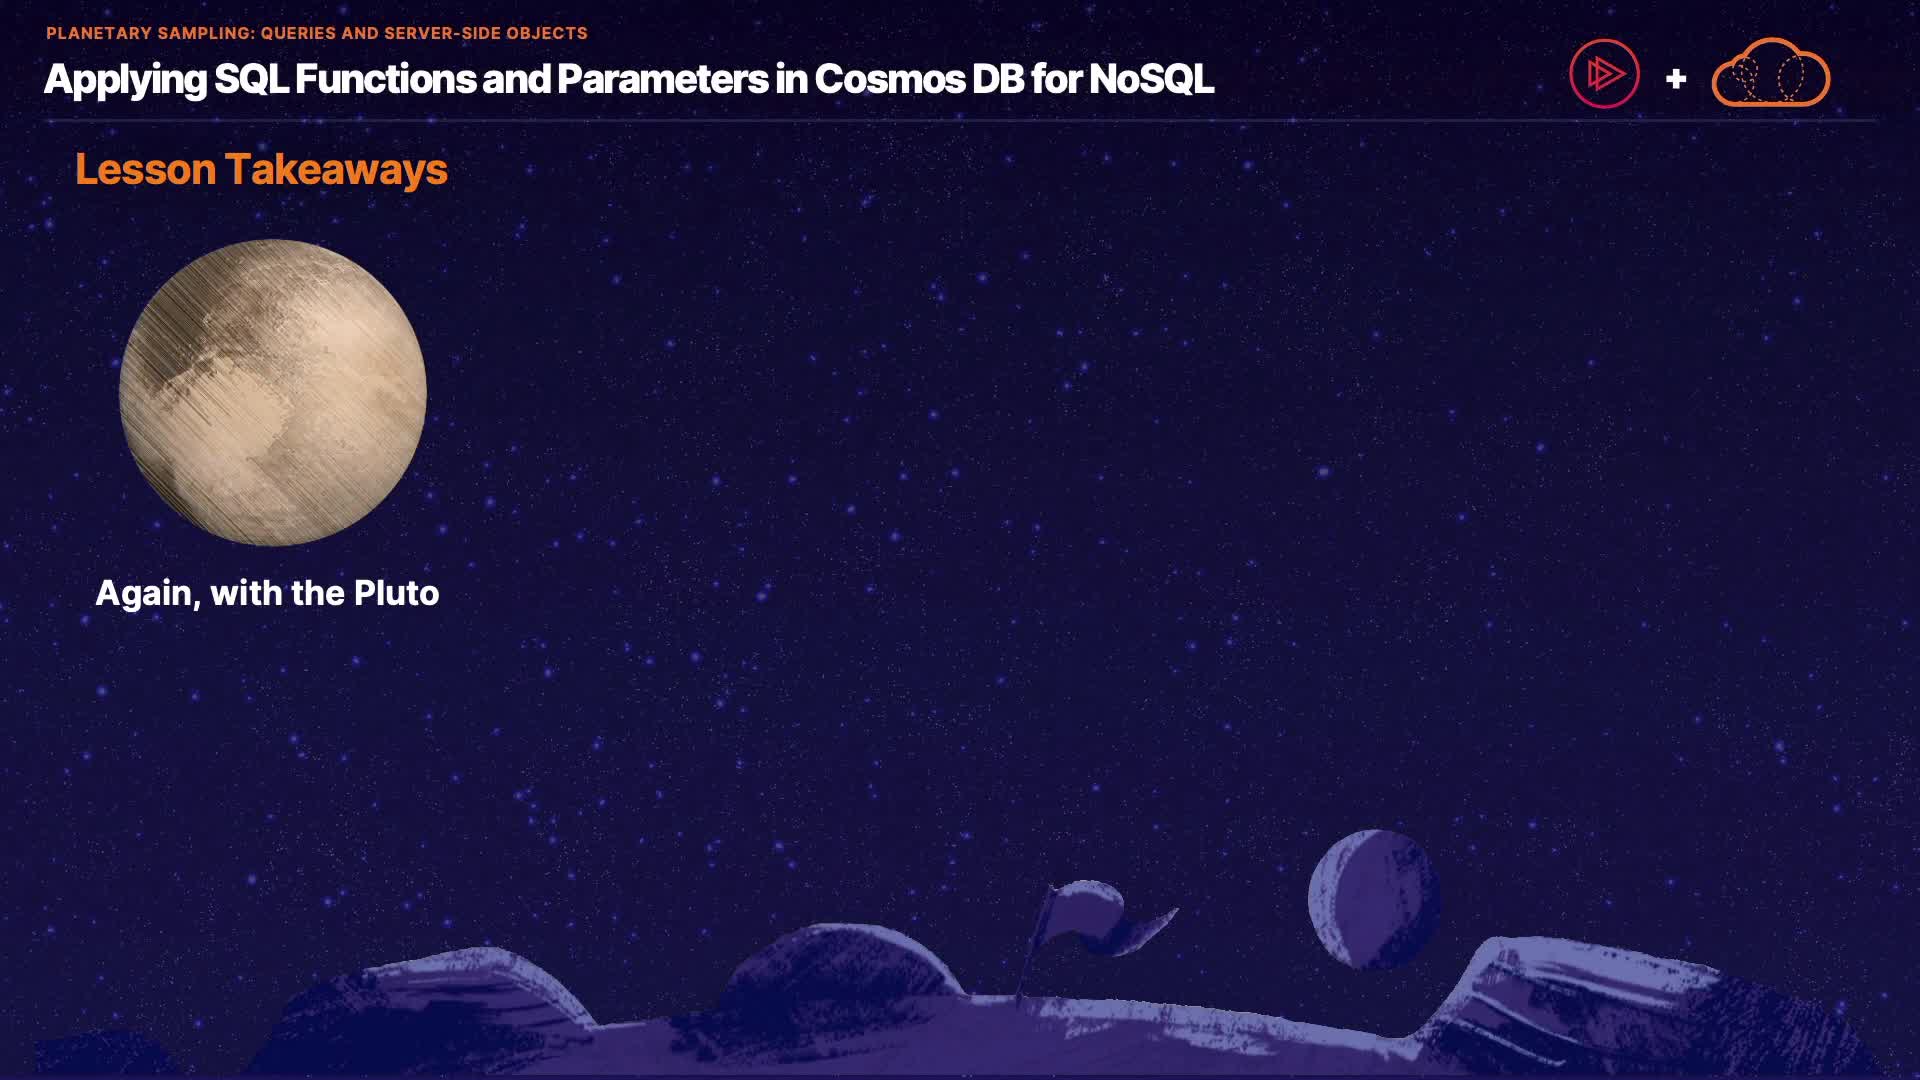 PLANETARY SAMPLING: QUERIES AND SERVER-SIDE OBJECTS
Applying SQL Functions and Parameters in Cosmos DB for NoSQL
+
Lesson Takeaways
Again, with the Pluto